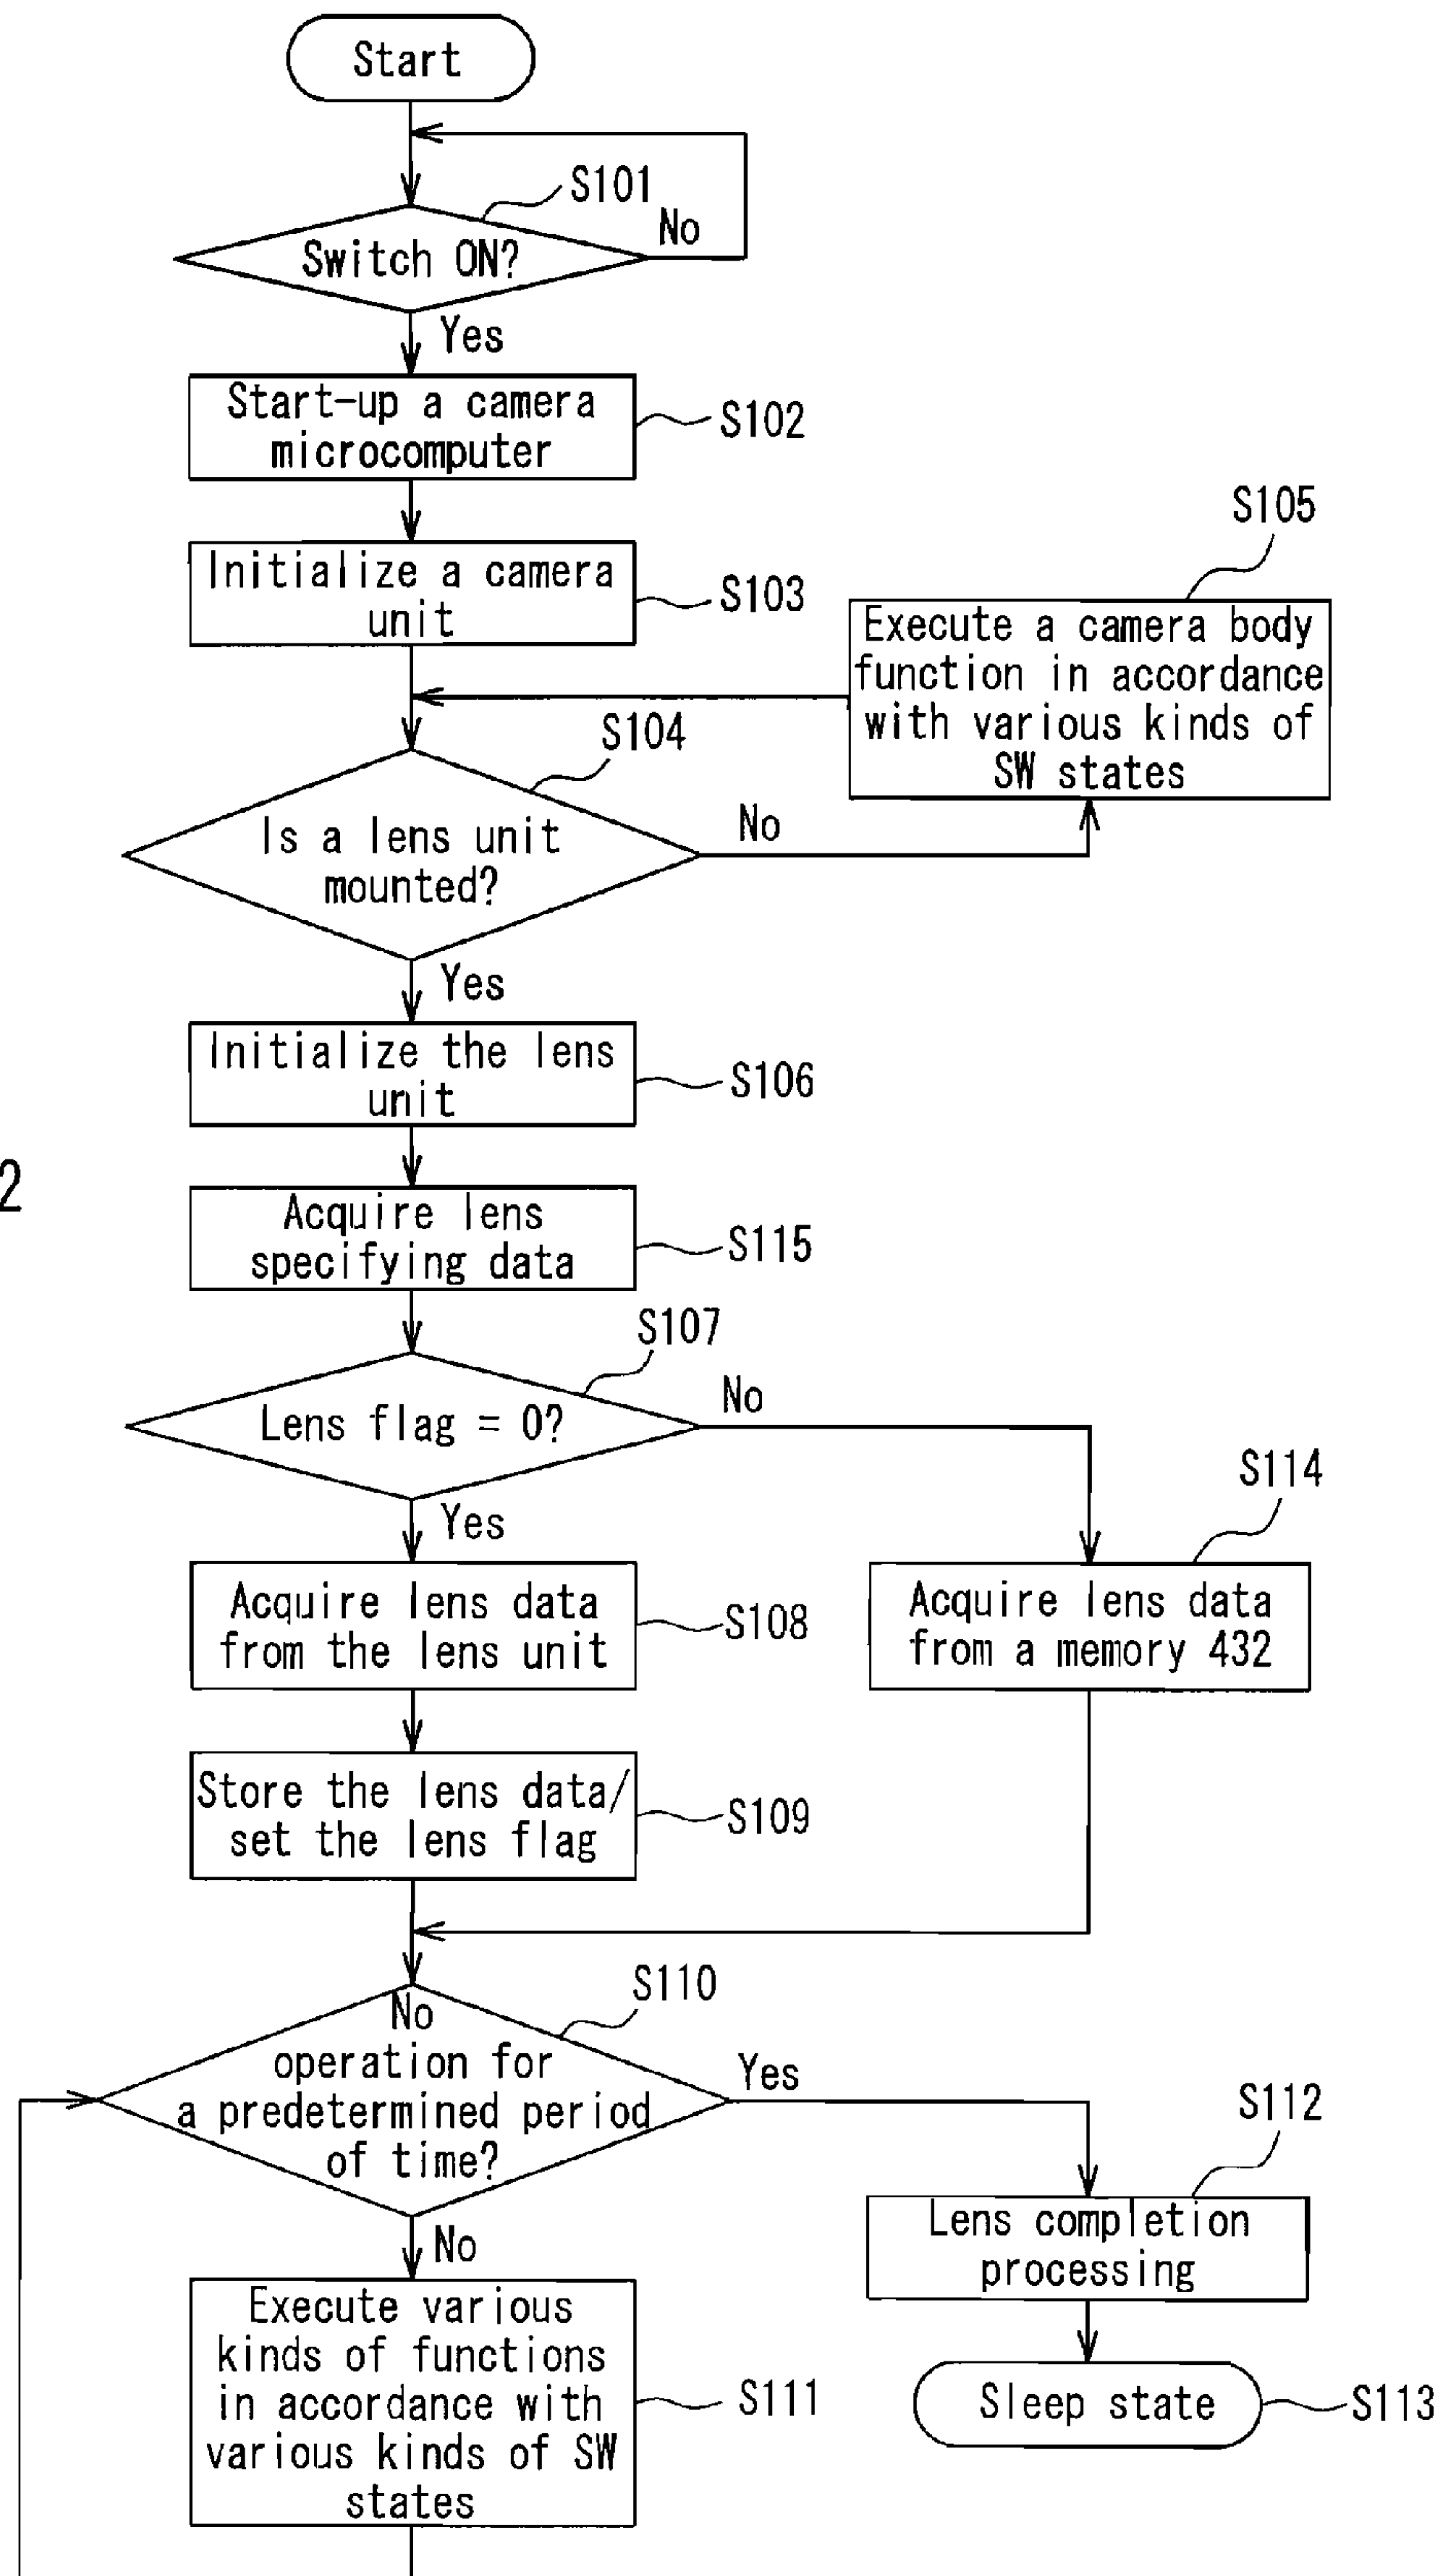 Start
S101
Switch ON?
No
Yes
Start-up a camera
microcomputer
S102
Initialize a camera
unit
S103
S105
Execute a camera body
function in accordance
with various kinds of
SW states
S104
Is a lens unit
mounted?
No
Yes
Initialize the lens
unit
S106
2
Acquire lens
specifying data
S115
S107
Lens flag = 0?
No
Yes
S114
Acquire lens data
from the lens unit
S108
Acquire lens data
from a memory 432
Store the lens data/
set the lens flag
S109
S110
No
operation for
a predetermined period
of time?
Yes
S112
Lens completion
processing
No
Execute various
kinds of functions
in accordance with
various kinds of SW
states
S111
Sleep state
S113